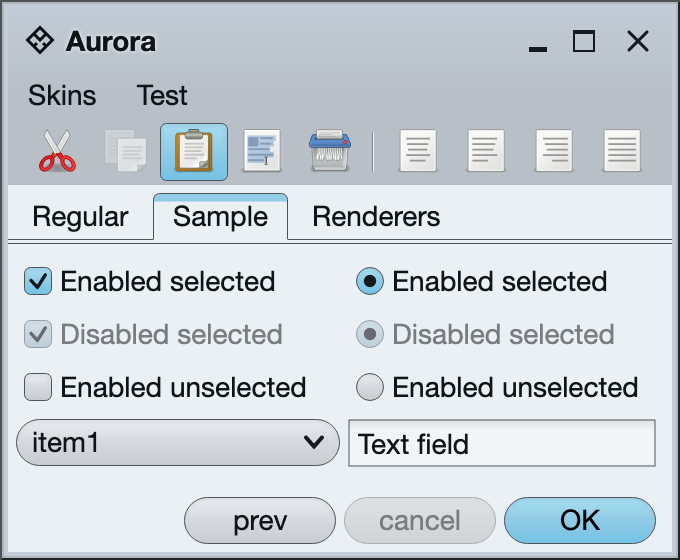 Aurora
Skins Test
Regular Sample Renderers
Enabled selected Enabled selected
Disabled selected Disabled selected
Enabled unselected Enabled unselected
item1 Text field
prev cancel OK